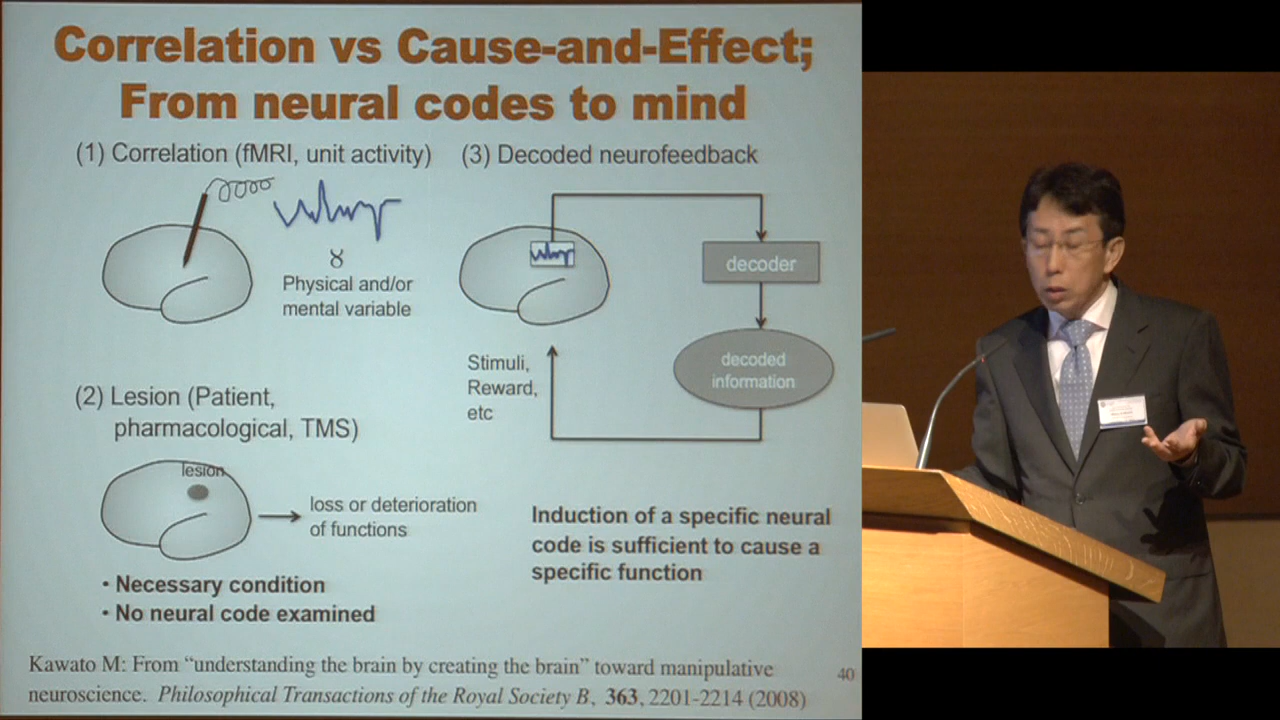 Correlation vs Cause-and-Effect;
From neural codes to mind
(1) Correlation (fMRI, unit activity)
Physical and/or
mental variable
(2) Lesion (Patient,
pharmacological, TMS)
lesion
loss or deterioration
of functions
• Necessary condition
• No neural code examined
(3) Decoded neurofeedback
decoder
decoded
information
Stimuli,
Reward,
etc
Induction of a specific neural
code is sufficient to cause a
specific function
Kawato M: From “understanding the brain by creating the brain” toward manipulative
neuroscience. Philosophical Transactions of the Royal Society B, 363, 2201-2214 (2008)
40